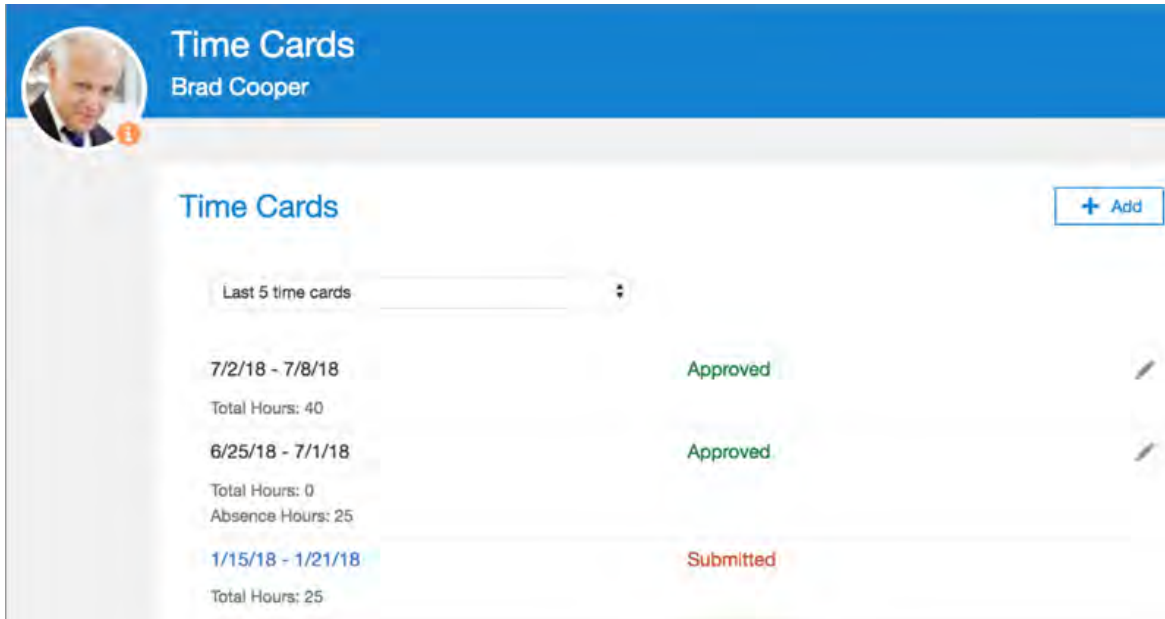 Time Cards
Brad Cooper
Time Cards
+ Add
Last 5 time cards
7/2/18 - 7/8/18 Approved
Total Hours: 40
6/25/18 - 7/1/18 Approved
Total Hours: 0
Absence Hours: 25
1/15/18 - 1/21/18 Submitted
Total Hours: 25